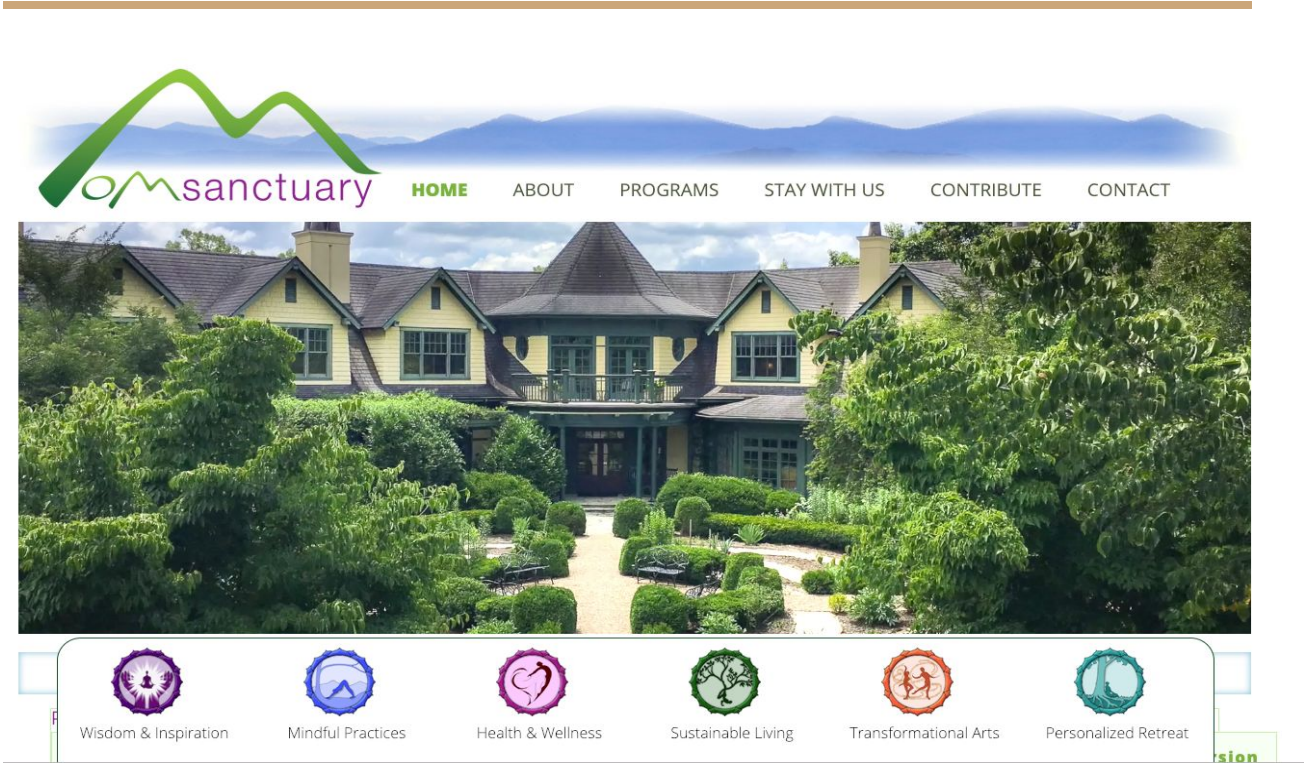 omsanctuary
HOME ABOUT PROGRAMS STAY WITH US CONTRIBUTE CONTACT
Wisdom & Inspiration Mindful Practices Health & Wellness Sustainable Living Transformational Arts Personalized Retreat